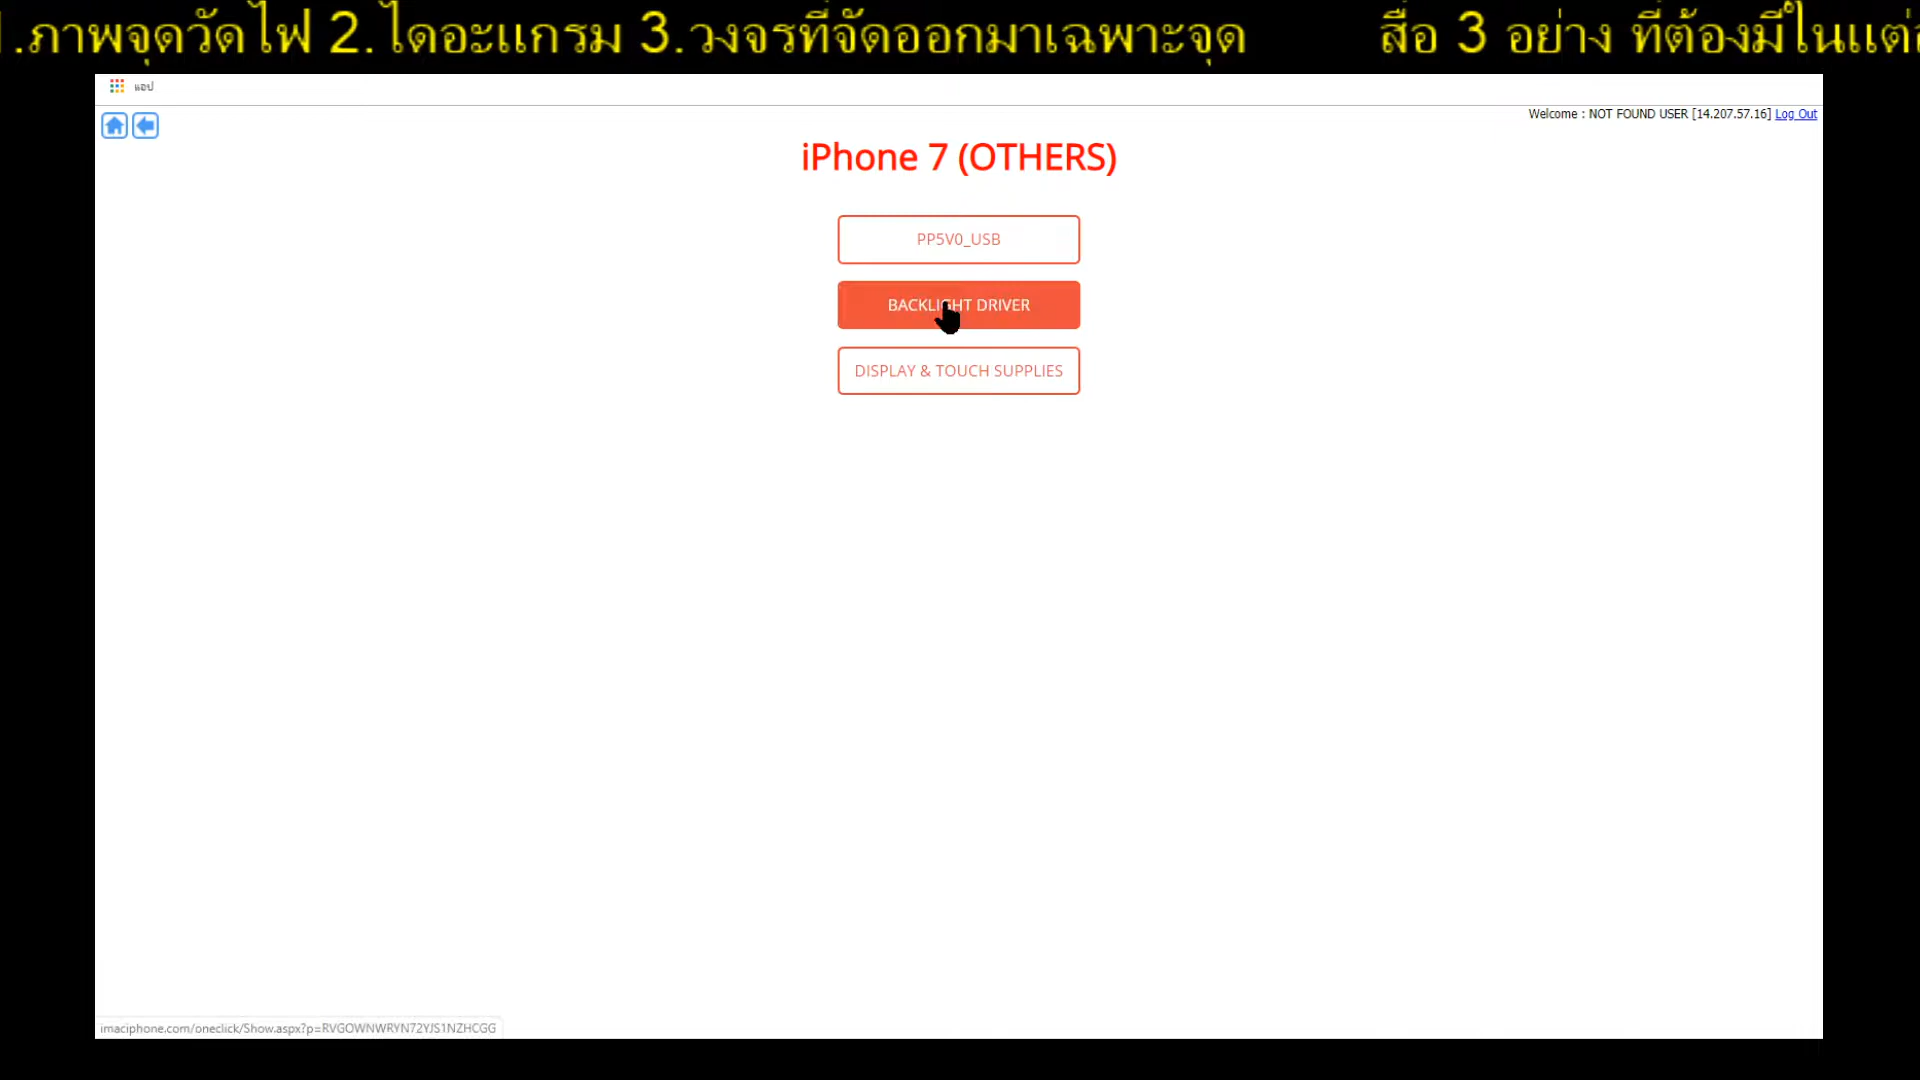 1.ภาพจุดวัดไฟ 2.ไดอะแกรม 3.วงจรที่จัดออกมาเฉพาะจุด สื่อ 3 อย่าง ที่ต้องมีในแต่
แอป
Welcome : NOT FOUND USER [14.207.57.16] Log Out
iPhone 7 (OTHERS)
PP5V0_USB
BACKLIGHT DRIVER
DISPLAY & TOUCH SUPPLIES
imaciphone.com/oneclick/Show.aspx?p=RVGOWNWRYN72YJS1NZHCGG